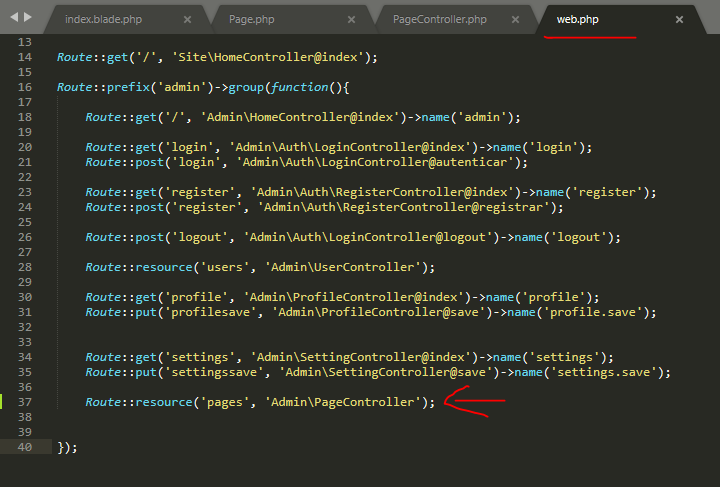 index.blade.php × Page.php × PageController.php × web.php ×
13
14 Route::get('/', 'Site\HomeController@index');
15
16 Route::prefix('admin')->group(function(){
17
18 Route::get('/', 'Admin\HomeController@index')->name('admin');
19
20 Route::get('login', 'Admin\Auth\LoginController@index')->name('login');
21 Route::post('login', 'Admin\Auth\LoginController@autenticar');
22
23 Route::get('register', 'Admin\Auth\RegisterController@index')->name('register');
24 Route::post('register', 'Admin\Auth\RegisterController@registrar');
25
26 Route::post('logout', 'Admin\Auth\LoginController@logout')->name('logout');
27
28 Route::resource('users', 'Admin\UserController');
29
30 Route::get('profile', 'Admin\ProfileController@index')->name('profile');
31 Route::put('profilesave', 'Admin\ProfileController@save')->name('profile.save');
32
33
34 Route::get('settings', 'Admin\SettingController@index')->name('settings');
35 Route::put('settingssave', 'Admin\SettingController@save')->name('settings.save');
36
37 Route::resource('pages', 'Admin\PageController');
38
39
40 });